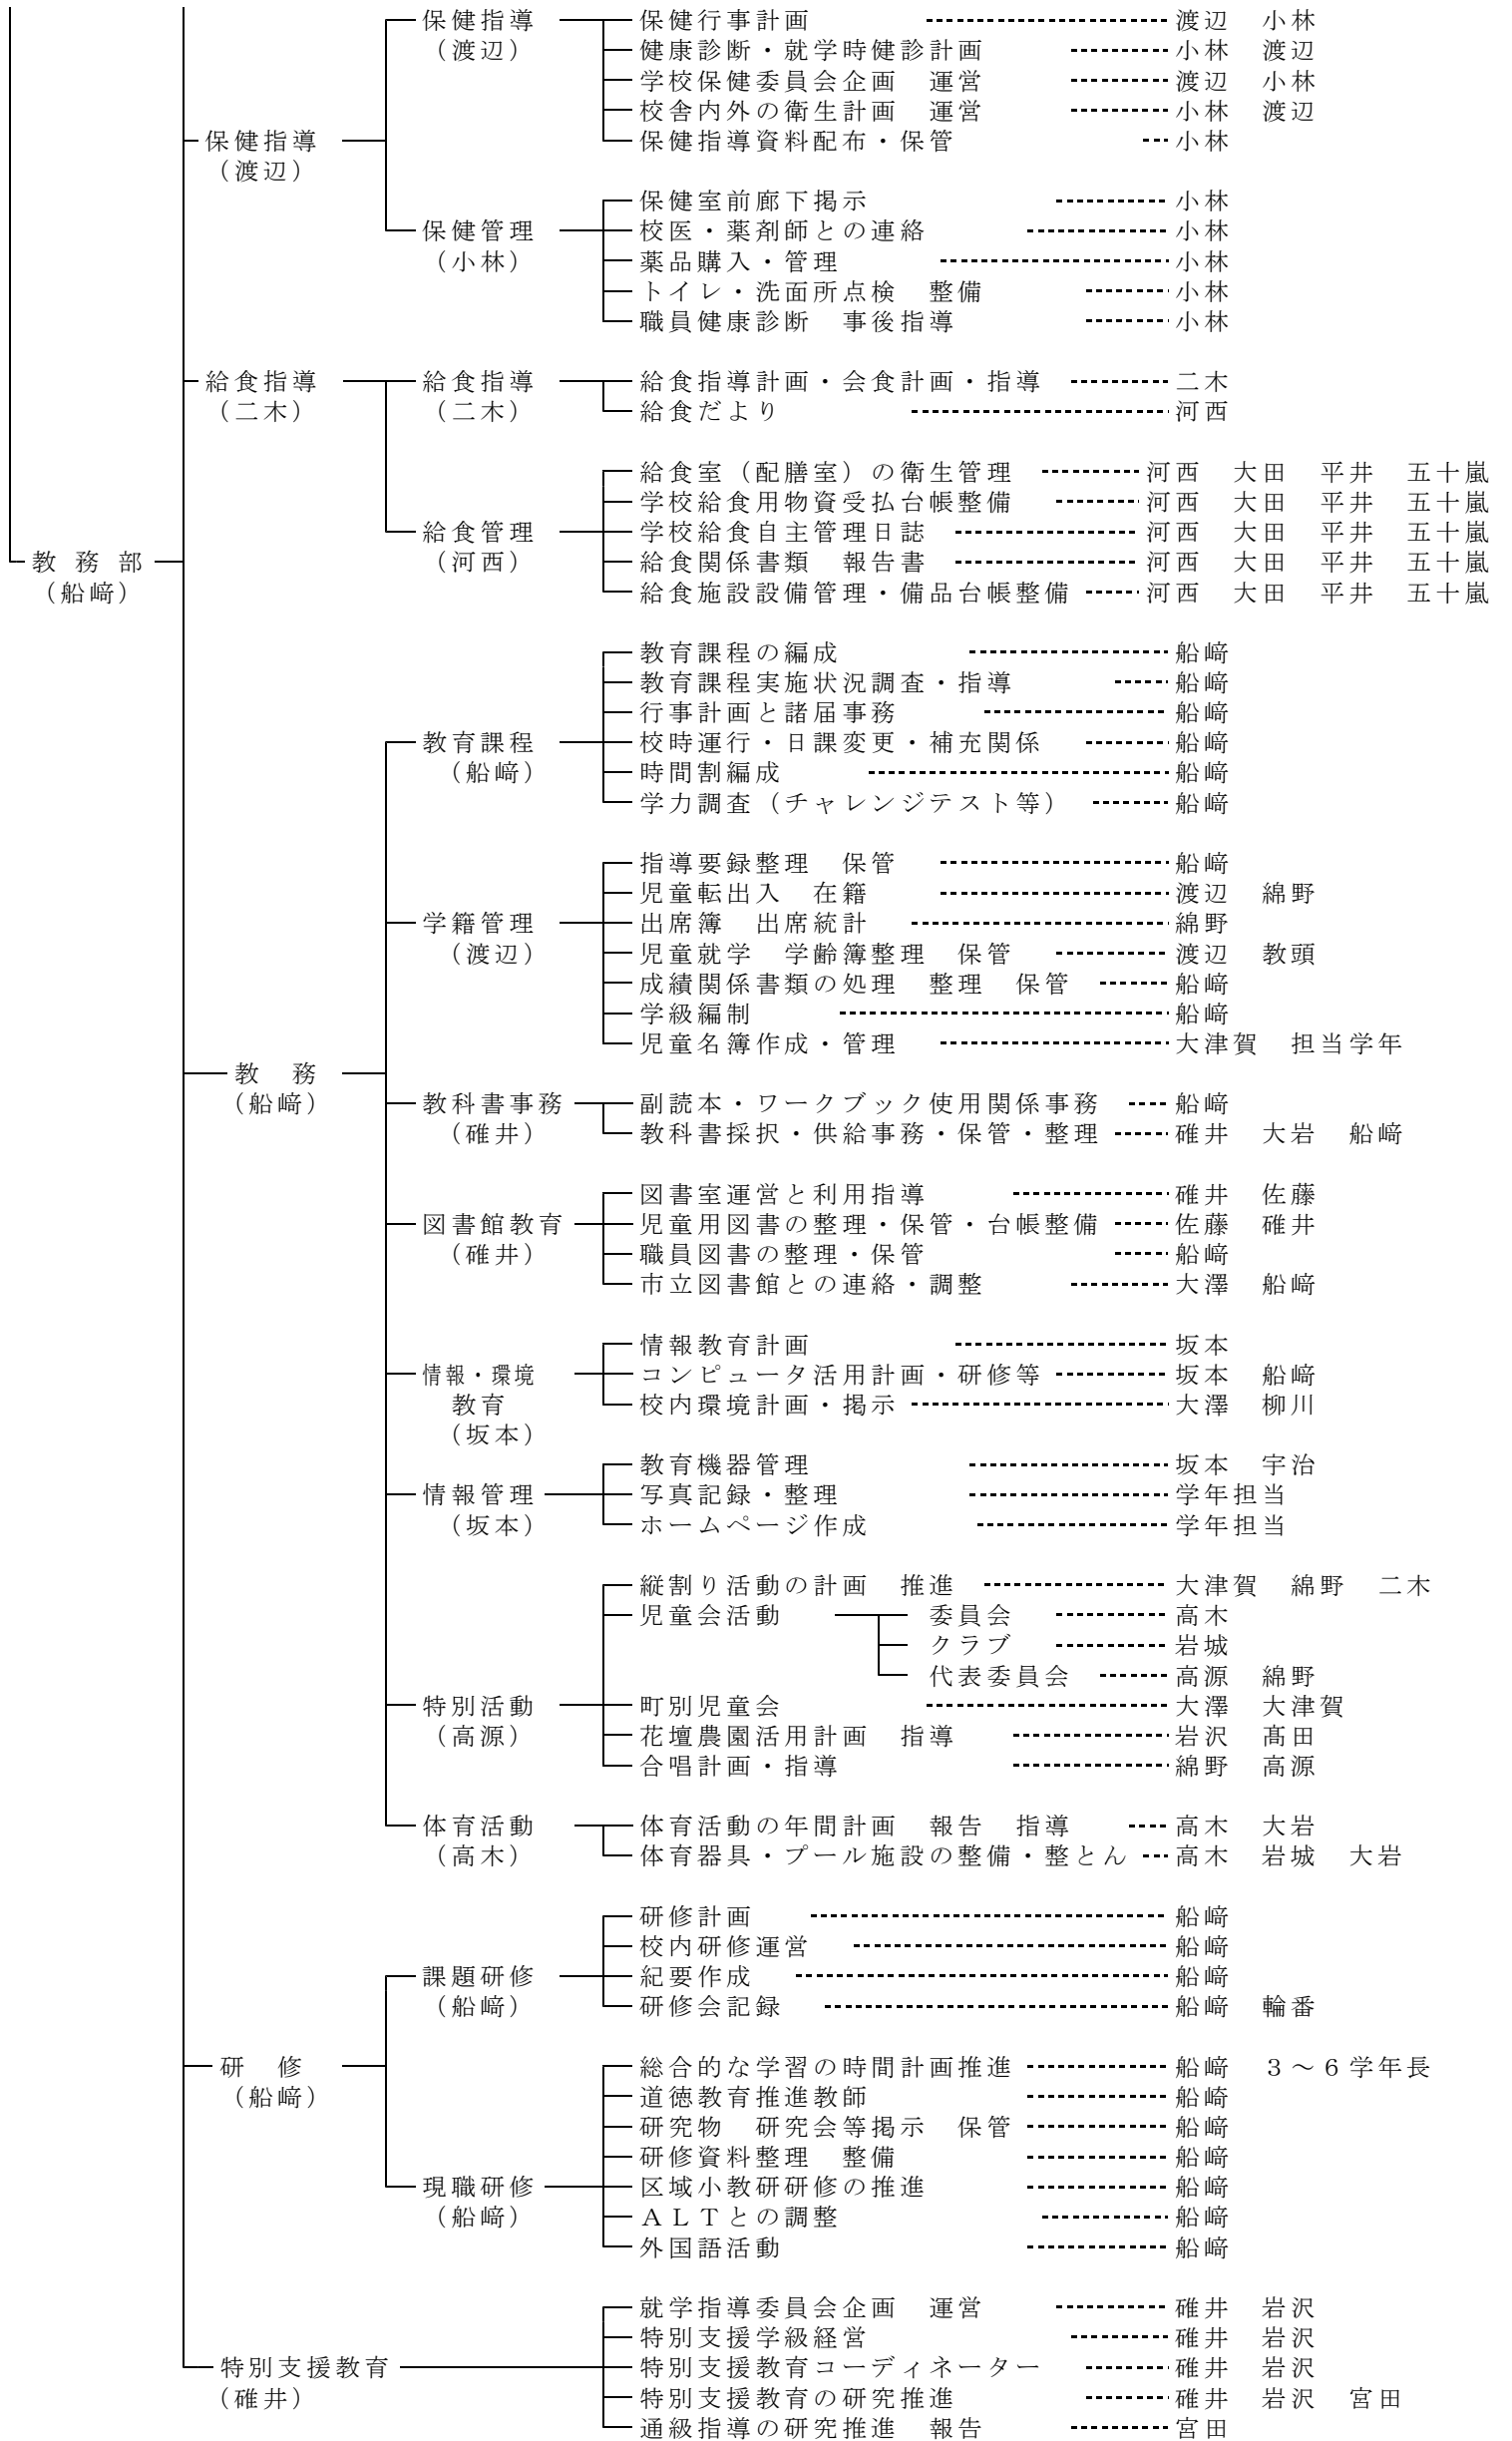 保健指導 保健行事計画 渡辺　小林
（渡辺） 健康診断・就学時健診計画 小林　渡辺
学校保健委員会企画　運営 渡辺　小林
校舎内外の衛生計画　運営 小林　渡辺
保健指導 保健指導資料配布・保管 小林
（渡辺）
保健室前廊下掲示 小林
保健管理 校医・薬剤師との連絡 小林
（小林） 薬品購入・管理 小林
トイレ・洗面所点検　整備 小林
職員健康診断　事後指導 小林
給食指導 給食指導 給食指導計画・会食計画・指導 二木
（二木） （二木） 給食だより 河西
給食室（配膳室）の衛生管理 河西　大田　平井　五十嵐
学校給食用物資受払台帳整備 河西　大田　平井　五十嵐
給食管理 学校給食自主管理日誌 河西　大田　平井　五十嵐
教務部 （河西） 給食関係書類　報告書 河西　大田　平井　五十嵐
（船﨑） 給食施設設備管理・備品台帳整備 河西　大田　平井　五十嵐
教育課程の編成 船﨑
教育課程実施状況調査・指導 船﨑
行事計画と諸届事務 船﨑
教育課程 校時運行・日課変更・補充関係 船﨑
（船﨑） 時間割編成 船﨑
学力調査（チャレンジテスト等） 船﨑
指導要録整理　保管 船﨑
児童転出入　在籍 渡辺　綿野
学籍管理 出席簿　出席統計 綿野
（渡辺） 児童就学　学齢簿整理　保管 渡辺　教頭
成績関係書類の処理　整理　保管 船﨑
学級編制 船﨑
児童名簿作成・管理 大津賀　担当学年
教　務
（船﨑） 教科書事務 副読本・ワークブック使用関係事務 船﨑
（碓井） 教科書採択・供給事務・保管・整理 碓井　大岩　船﨑
図書室運営と利用指導 碓井　佐藤
図書館教育 児童用図書の整理・保管・台帳整備 佐藤　碓井
（碓井） 職員図書の整理・保管 船﨑
市立図書館との連絡・調整 大澤　船﨑
情報教育計画 坂本
情報・環境 コンピュータ活用計画・研修等 坂本　船﨑
教育 校内環境計画・掲示 大澤　柳川
（坂本）
教育機器管理 坂本　宇治
情報管理 写真記録・整理 学年担当
（坂本） ホームページ作成 学年担当
縦割り活動の計画　推進 大津賀　綿野　二木
児童会活動 委員会 高木
クラブ 岩城
代表委員会 高源　綿野
特別活動 町別児童会 大澤　大津賀
（高源） 花壇農園活用計画　指導 岩沢　髙田
合唱計画・指導 綿野　高源
体育活動 体育活動の年間計画　報告　指導 高木　大岩
（高木） 体育器具・プール施設の整備・整とん 高木　岩城　大岩
研修計画 船﨑
校内研修運営 船﨑
課題研修 紀要作成 船﨑
（船﨑） 研修会記録 船﨑　輪番
研　修 総合的な学習の時間計画推進 船﨑　３～６学年長
（船﨑） 道徳教育推進教師 船崎
研究物　研究会等掲示　保管 船﨑
研修資料整理　整備 船﨑
現職研修 区域小教研研修の推進 船﨑
（船﨑） ＡＬＴとの調整 船﨑
外国語活動 船﨑
就学指導委員会企画　運営 碓井　岩沢
特別支援学級経営 碓井　岩沢
特別支援教育 特別支援教育コーディネーター 碓井　岩沢
（碓井） 特別支援教育の研究推進 碓井　岩沢　宮田
通級指導の研究推進　報告 宮田